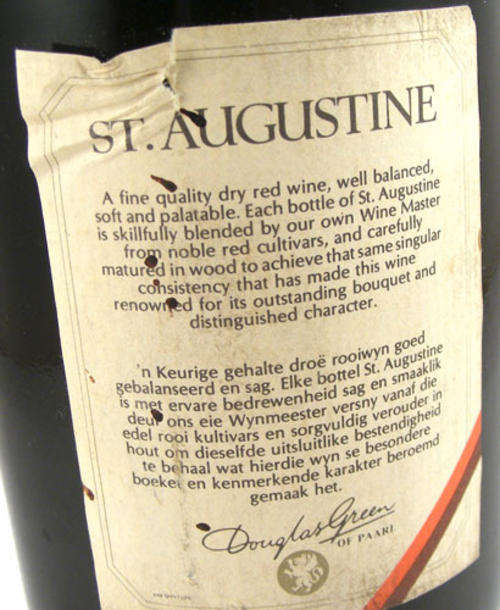 ST. AUGUSTINE
A fine quality dry red wine, well balanced,
soft and palatable. Each bottle of St. Augustine
is skillfully blended by our own Wine Master
from noble red cultivars, and carefully
matured in wood to achieve that same singular
consistency that has made this wine
renowned for its outstanding bouquet and
distinguished character.
'n Keurige gehalte droë rooiwyn goed
gebalanseerd en sag. Elke bottel St. Augustine
is met ervare bedrewenheid sag en smaaklik
deur ons eie Wynmeester versny vanaf die
edel rooi kultivars en sorgvuldig verouder in
hout om dieselfde uitsluitlike bestendigheid
te behaal wat hierdie wyn se besondere
boeket en kenmerkende karakter beroemd
gemaak het.
Douglas Green
OF PAARL